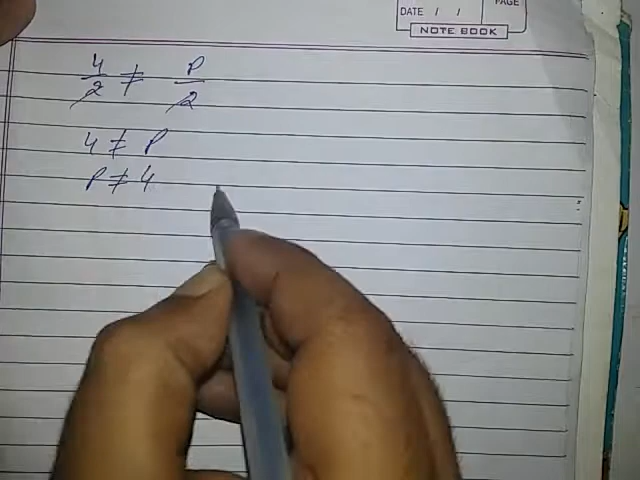 PAGE
DATE / /
NOTE BOOK
4/2 ≠ P/2
4 ≠ P
P ≠ 4